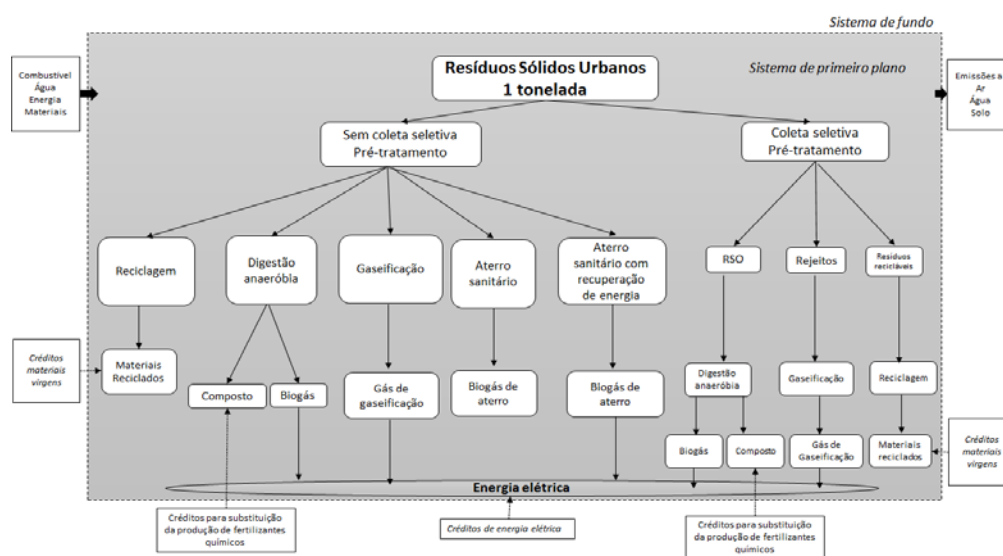 Sistema de fundo
Combustível
Água
Energia
Materiais
Resíduos Sólidos Urbanos
1 tonelada
Sistema de primeiro plano
Emissões a
Ar
Água
Solo
Sem coleta seletiva
Pré-tratamento
Coleta seletiva
Pré-tratamento
Reciclagem
Digestão
anaeróbia
Gaseificação
Aterro
sanitário
Aterro
sanitário com
recuperação
de energia
RSO
Rejeitos
Resíduos
recicláveis
Créditos
materiais
virgens
Materiais
Reciclados
Composto
Biogás
Gás de
gaseificação
Biogás de
aterro
Biogás de
aterro
Digestão
anaeróbia
Gaseificação
Reciclagem
Biogás
Composto
Gás de
Gaseificação
Materiais
reciclados
Créditos
materiais
virgens
Energia elétrica
Créditos para substituição
da produção de fertilizantes
químicos
Créditos de energia elétrica
Créditos para substituição
da produção de fertilizantes
químicos